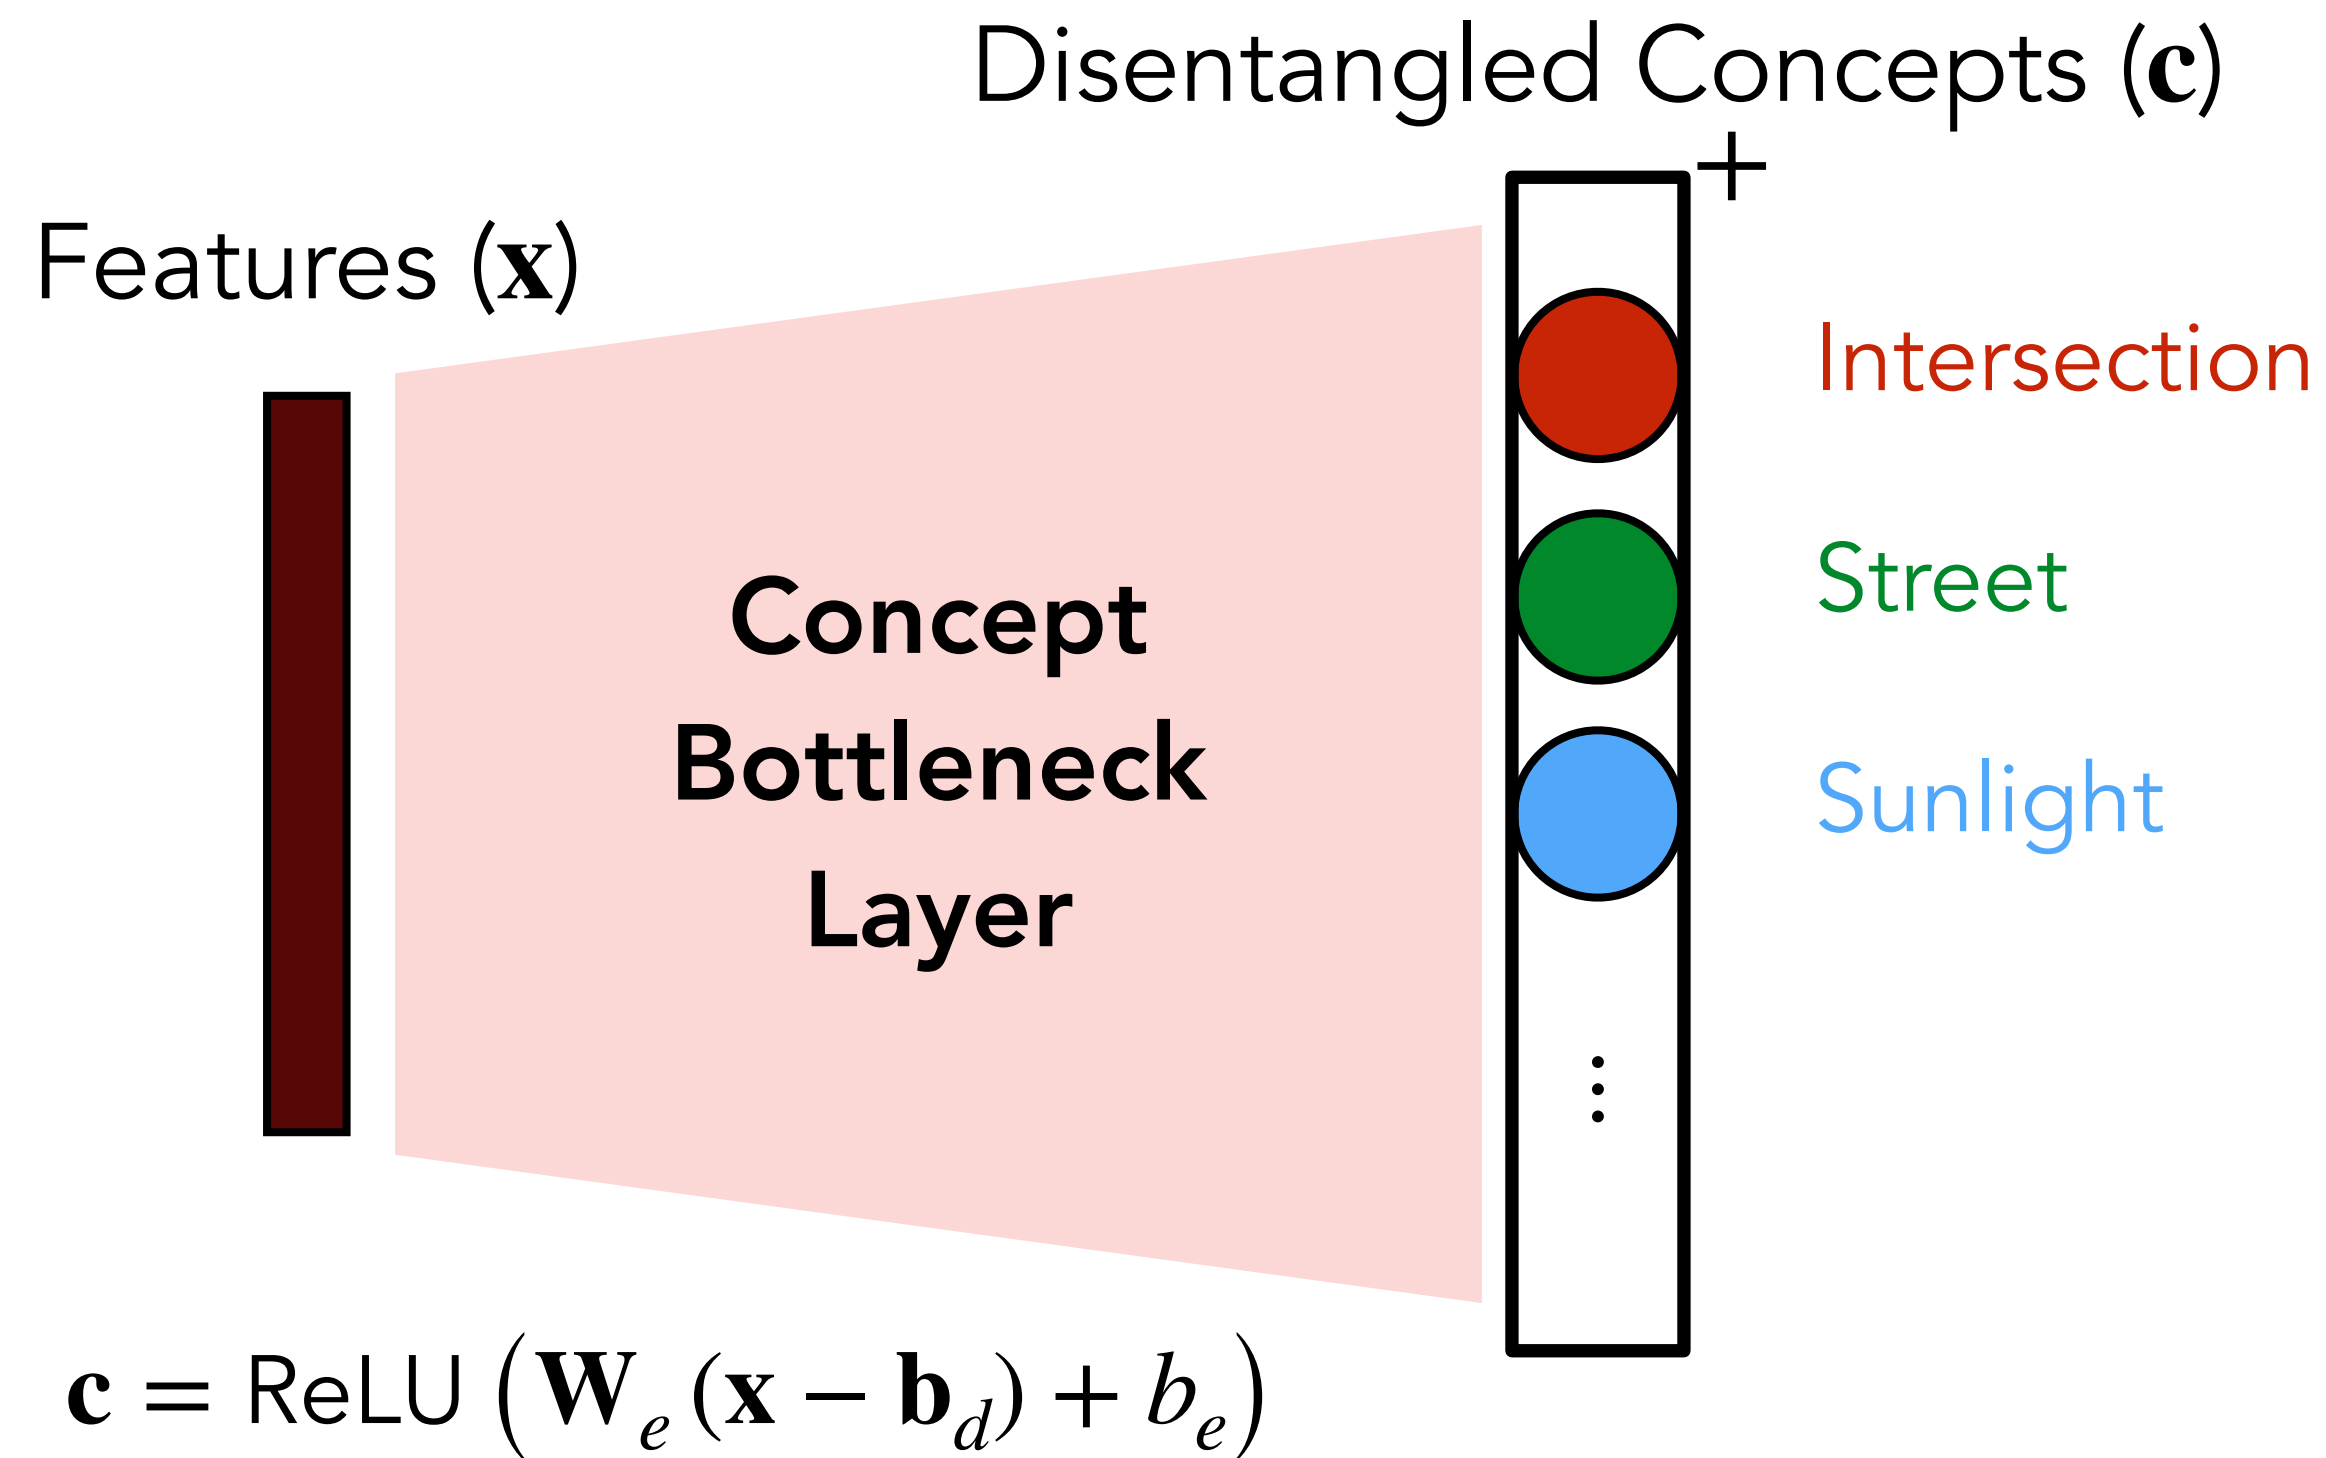 Disentangled Concepts (c)
+
Features (x)
Intersection
Street
Sunlight
Concept
Bottleneck
Layer
⋮
c = ReLU (W_e (x − b_d) + b_e)